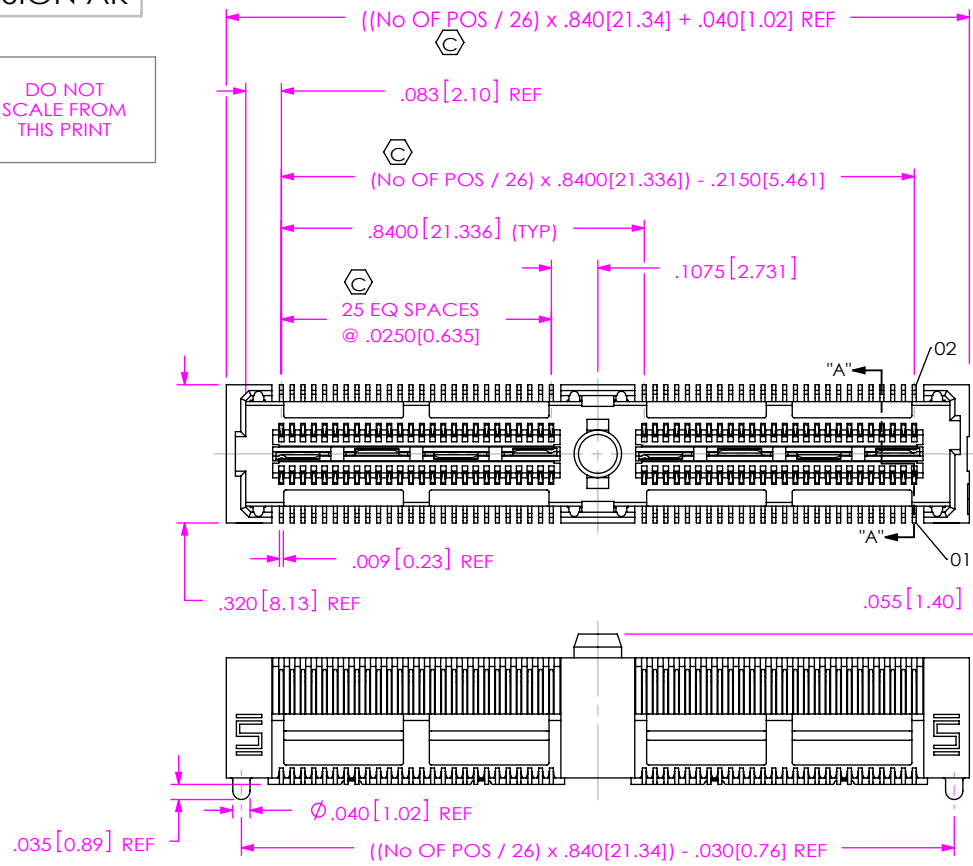 ((No OF POS / 26) x .840[21.34] + .040[1.02] REF
C
DO NOT
SCALE FROM
THIS PRINT
.083[2.10] REF
C
(No OF POS / 26) x .8400[21.336]) - .2150[5.461]
.8400[21.336] (TYP)
.1075[2.731]
C
25 EQ SPACES
@ .0250[0.635]
02
"A"
"A"
01
.009[0.23] REF
.320[8.13] REF
.055[1.40]
.035[0.89] REF
Ø.040[1.02] REF
((No OF POS / 26) x .840[21.34]) - .030[0.76] REF